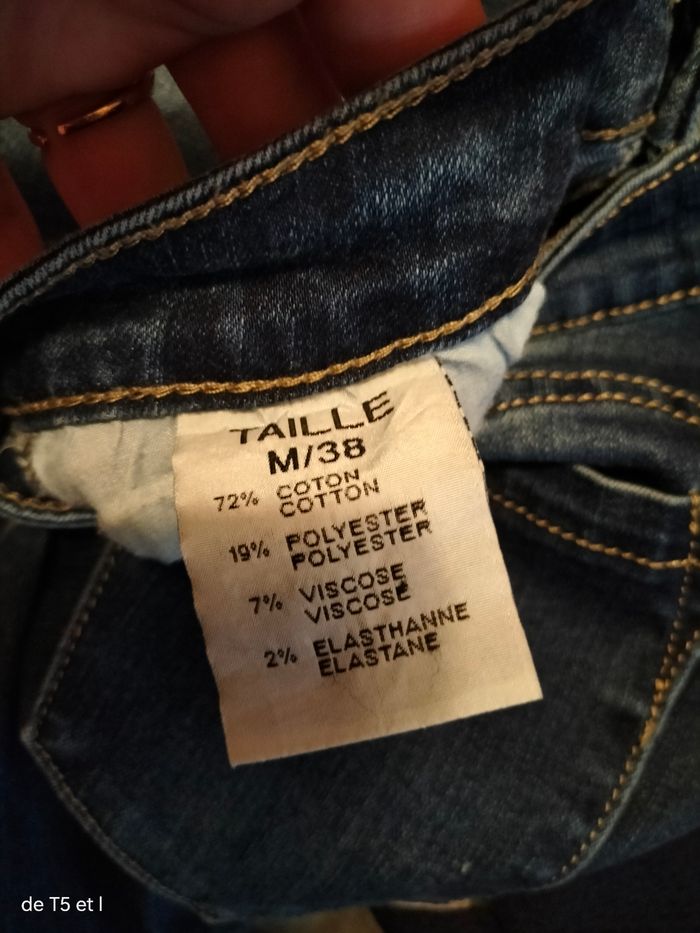 TAILLE
M/38
72% COTON
COTTON
19% POLYESTER
POLYESTER
7% VISCOSE
VISCOSE
2% ELASTHANNE
ELASTANE
de T5 et l